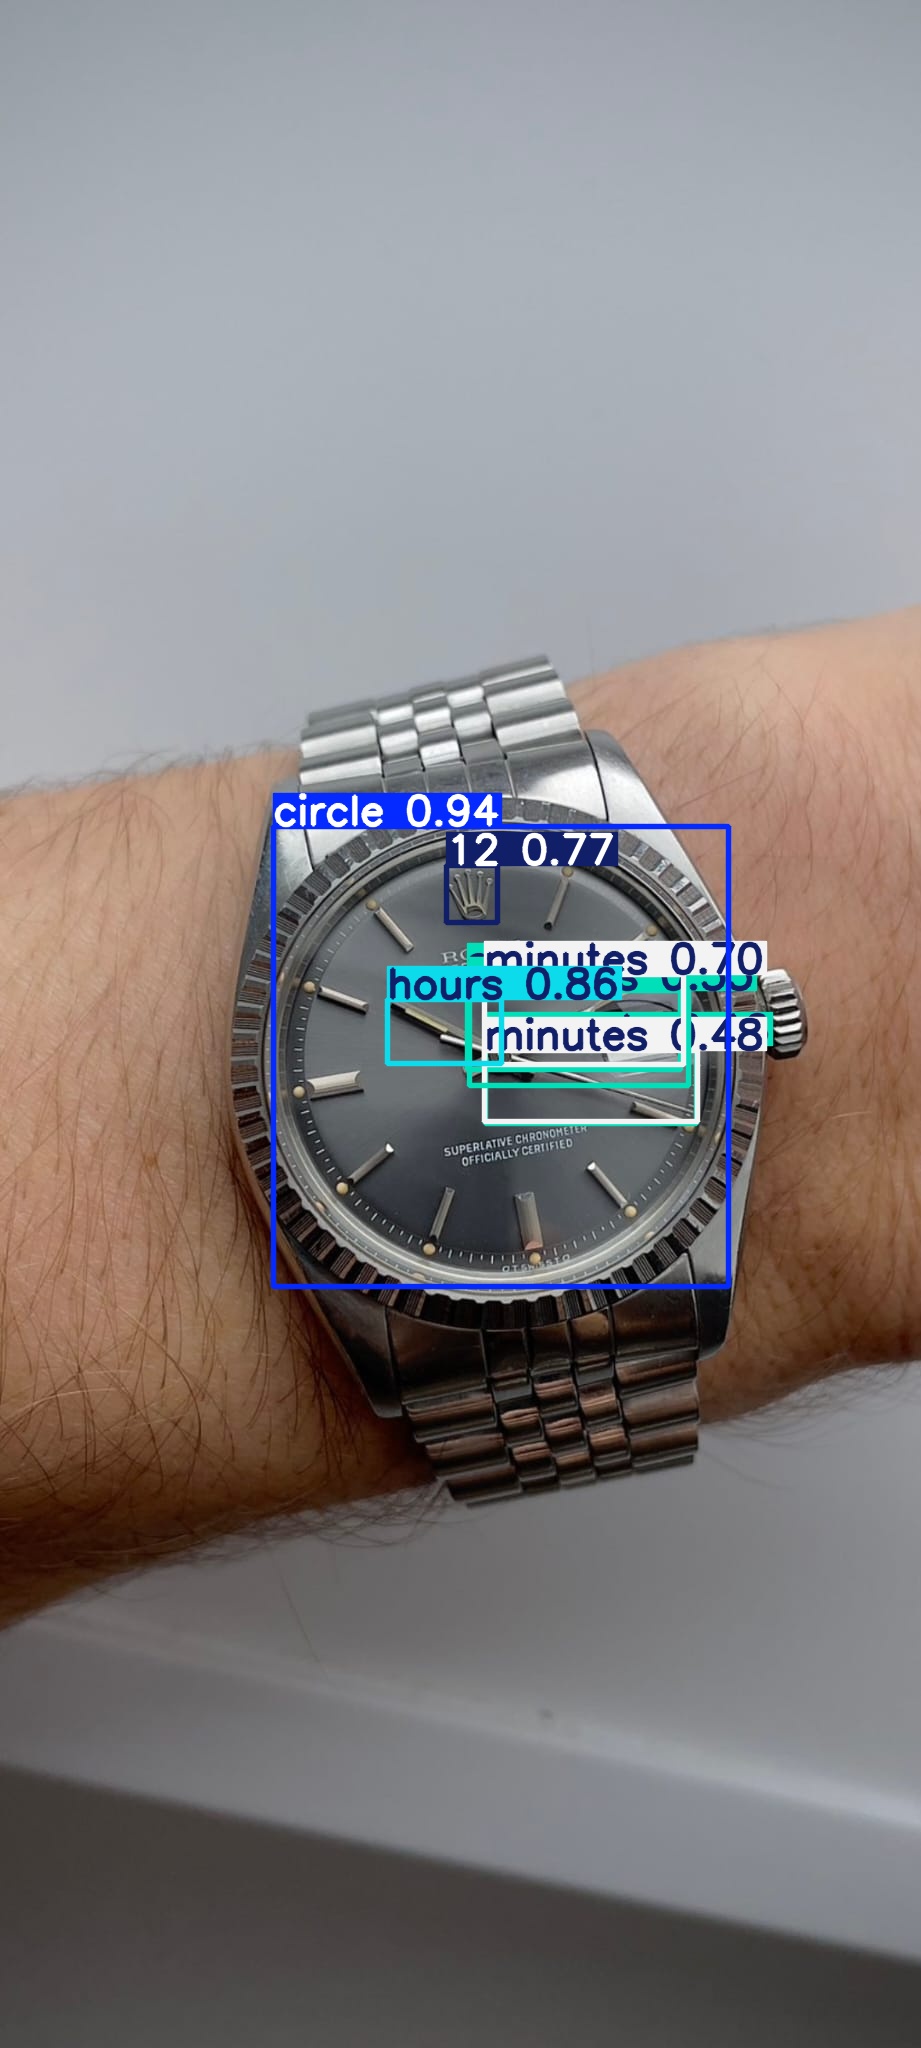 circle 0.94
12 0.77
minutes 0.70
hours 0.86
minutes 0.48
SUPERLATIVE CHRONOMETER
OFFICIALLY CERTIFIED